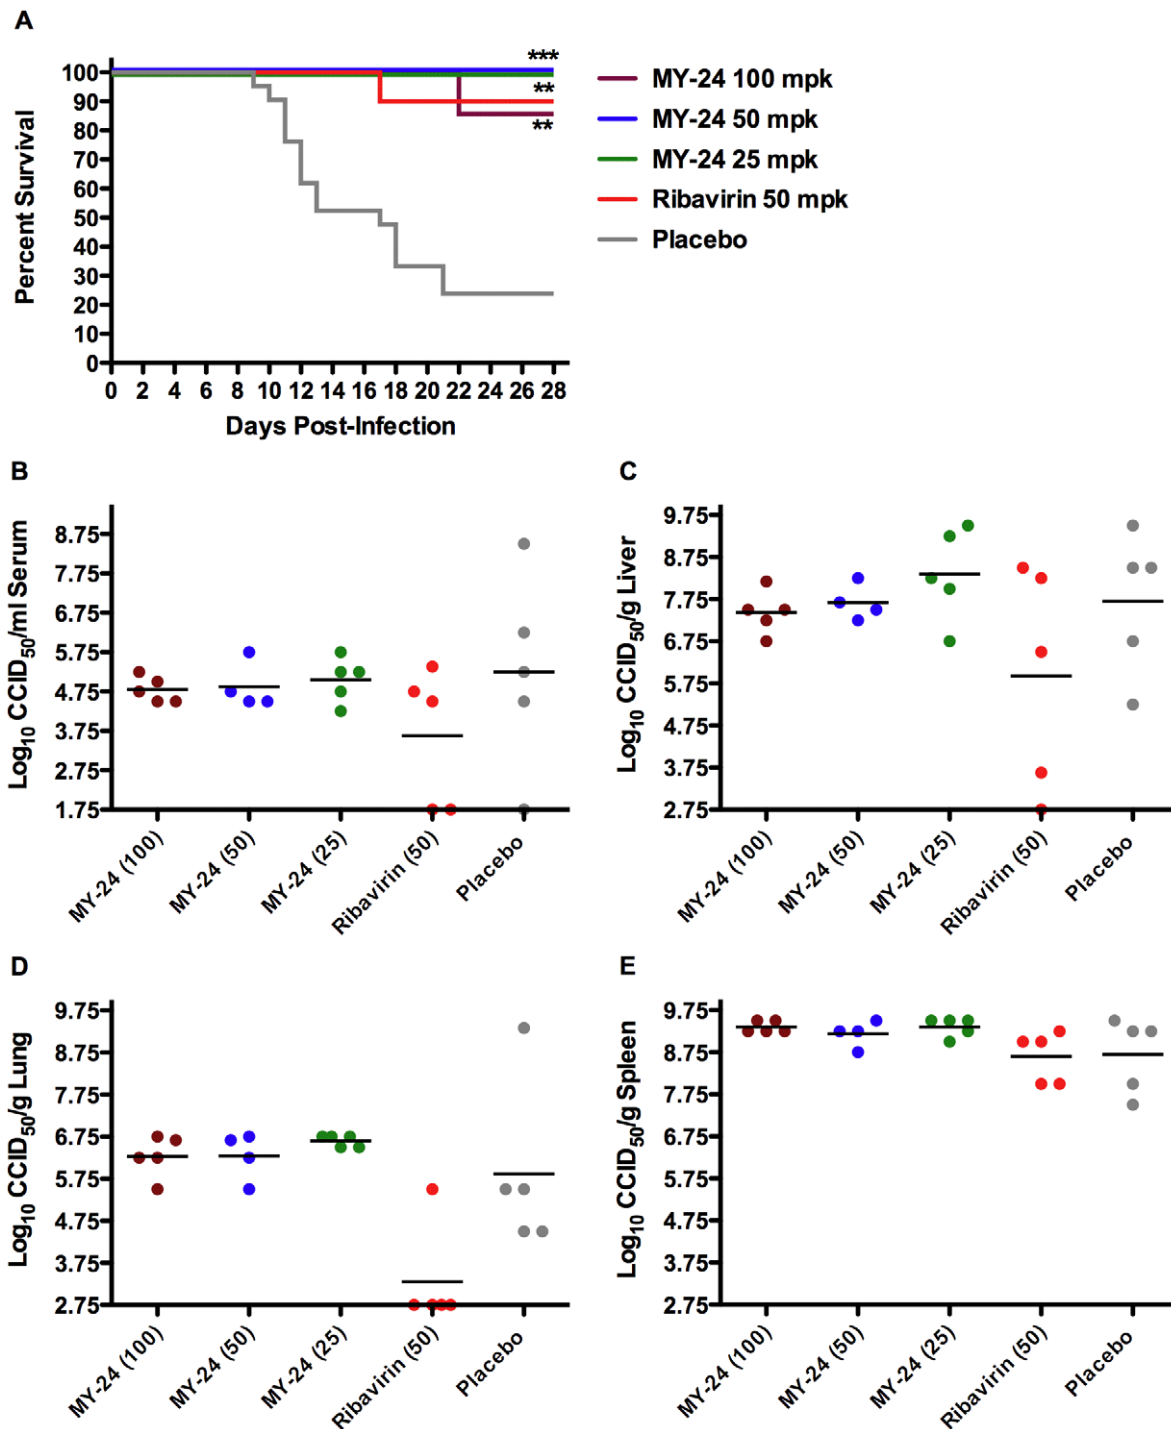 A
Percent Survival
100
90
80
70
60
50
40
30
20
10
0
0 2 4 6 8 10 12 14 16 18 20 22 24 26 28
Days Post-Infection
***
**
**
MY-24 100 mpk
MY-24 50 mpk
MY-24 25 mpk
Ribavirin 50 mpk
Placebo
B
Log10 CCID50/ml Serum
8.75
7.75
6.75
5.75
4.75
3.75
2.75
1.75
MY-24 (100)
MY-24 (50)
MY-24 (25)
Ribavirin (50)
Placebo
C
Log10 CCID50/g Liver
9.75
8.75
7.75
6.75
5.75
4.75
3.75
2.75
MY-24 (100)
MY-24 (50)
MY-24 (25)
Ribavirin (50)
Placebo
D
Log10 CCID50/g Lung
9.75
8.75
7.75
6.75
5.75
4.75
3.75
2.75
MY-24 (100)
MY-24 (50)
MY-24 (25)
Ribavirin (50)
Placebo
E
Log10 CCID50/g Spleen
9.75
8.75
7.75
6.75
5.75
4.75
3.75
2.75
MY-24 (100)
MY-24 (50)
MY-24 (25)
Ribavirin (50)
Placebo